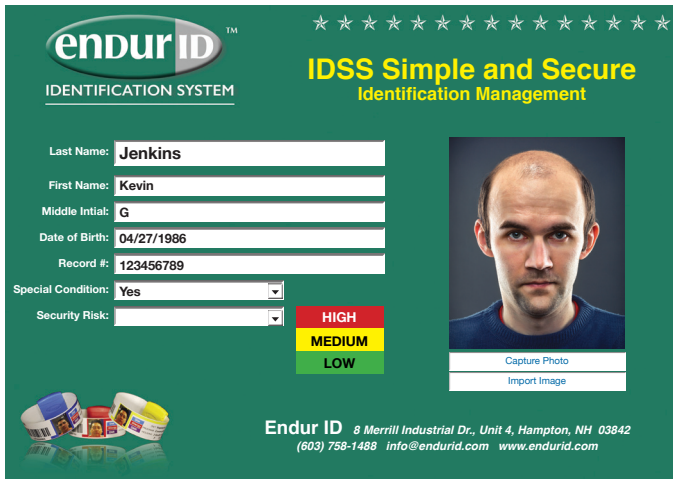 endurID™
IDENTIFICATION SYSTEM
IDSS Simple and Secure
Identification Management
Last Name: Jenkins
First Name: Kevin
Middle Intial: G
Date of Birth: 04/27/1986
Record #: 123456789
Special Condition: Yes
Security Risk:
HIGH
MEDIUM
LOW
Capture Photo
Import Image
Endur ID 8 Merrill Industrial Dr., Unit 4, Hampton, NH 03842
(603) 758-1488 info@endurid.com www.endurid.com